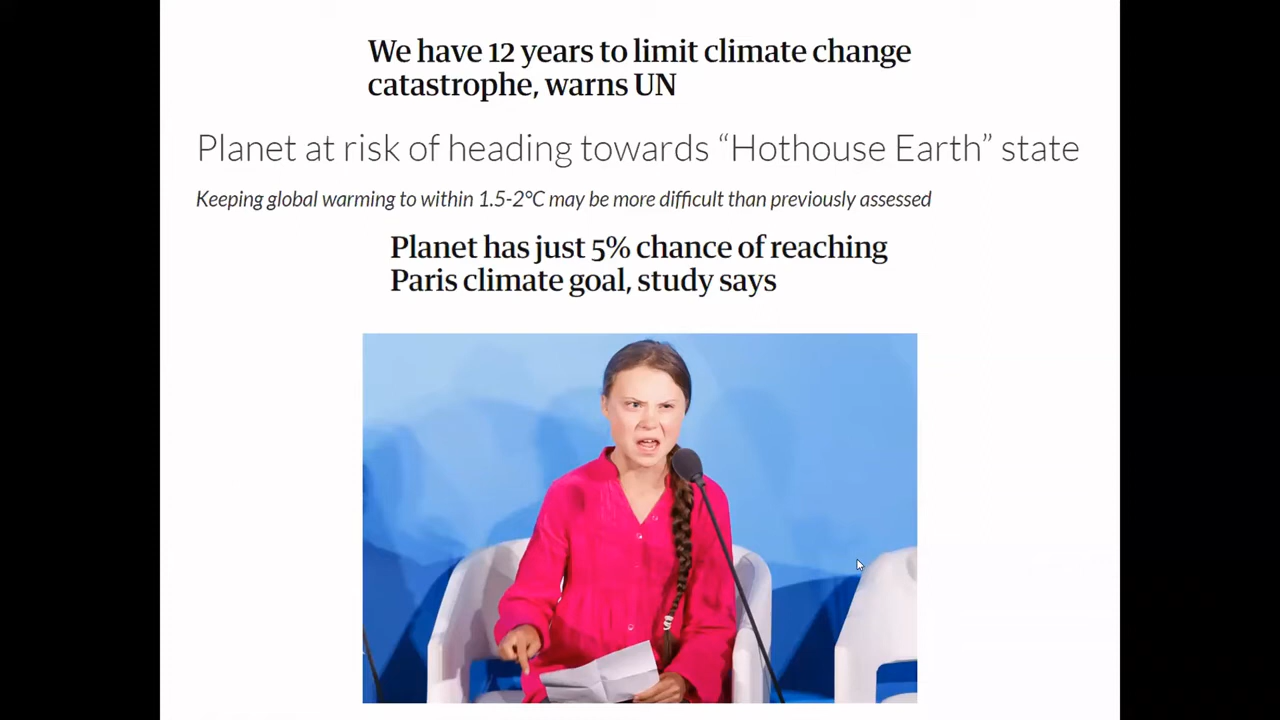 We have 12 years to limit climate change
catastrophe, warns UN
Planet at risk of heading towards “Hothouse Earth” state
Keeping global warming to within 1.5-2°C may be more difficult than previously assessed
Planet has just 5% chance of reaching
Paris climate goal, study says